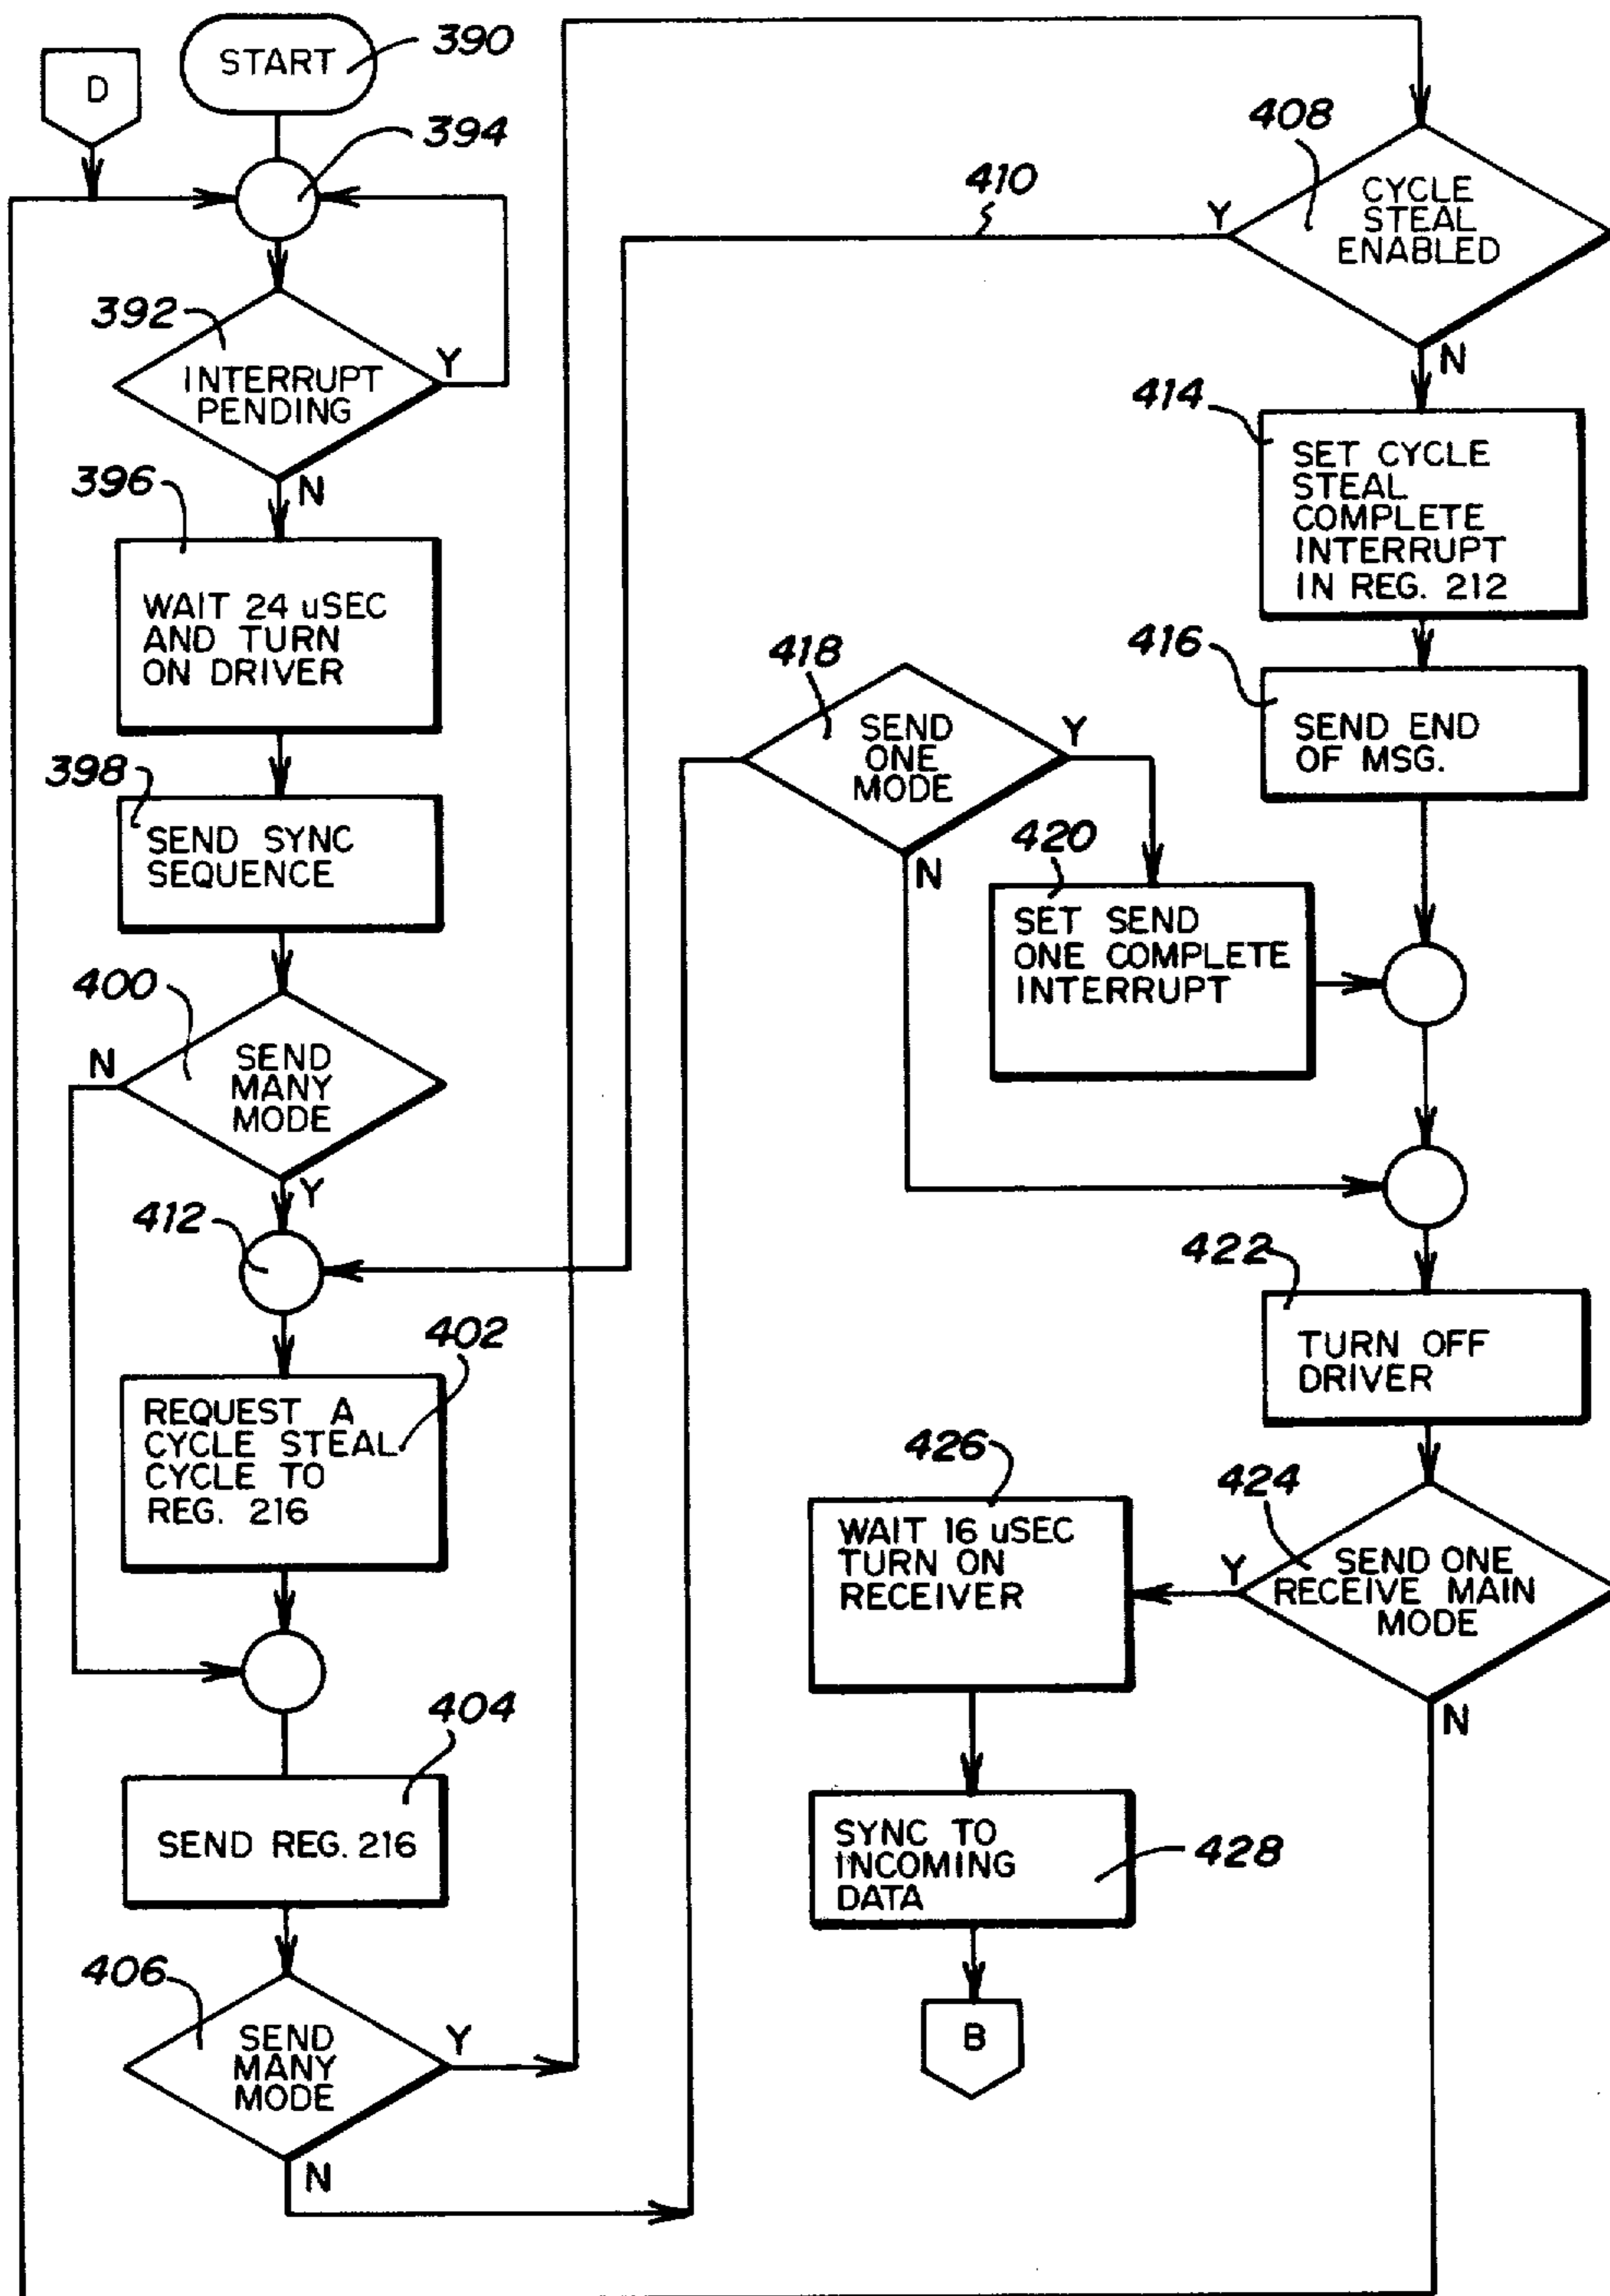 D
START
390
394
392
INTERRUPT
PENDING
Y
N
396
WAIT 24 uSEC
AND TURN
ON DRIVER
398
SEND SYNC
SEQUENCE
400
SEND
MANY
MODE
N
Y
412
402
REQUEST A
CYCLE STEAL
CYCLE TO
REG. 216
404
SEND REG. 216
406
SEND
MANY
MODE
Y
N
408
CYCLE
STEAL
ENABLED
410
Y
N
414
SET CYCLE
STEAL
COMPLETE
INTERRUPT
IN REG. 212
416
SEND END
OF MSG.
418
SEND
ONE
MODE
Y
N
420
SET SEND
ONE COMPLETE
INTERRUPT
422
TURN OFF
DRIVER
424
SEND ONE
RECEIVE MAIN
MODE
Y
N
426
WAIT 16 uSEC
TURN ON
RECEIVER
428
SYNC TO
INCOMING
DATA
B